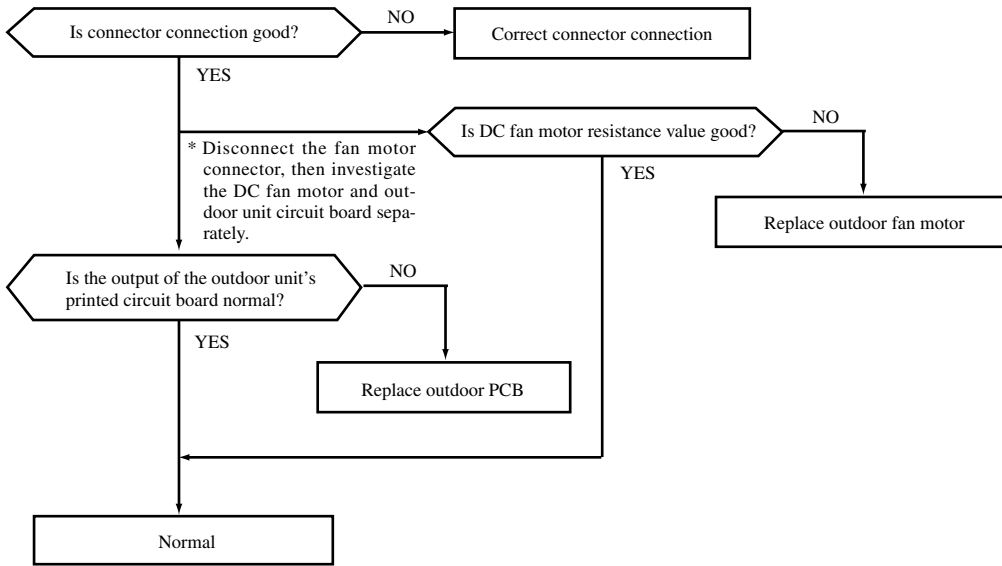 Is connector connection good?
NO
Correct connector connection
YES
Is DC fan motor resistance value good?
NO
* Disconnect the fan motor
connector, then investigate
the DC fan motor and out-
door unit circuit board sepa-
rately.
YES
Replace outdoor fan motor
Is the output of the outdoor unit's
printed circuit board normal?
NO
YES
Replace outdoor PCB
Normal